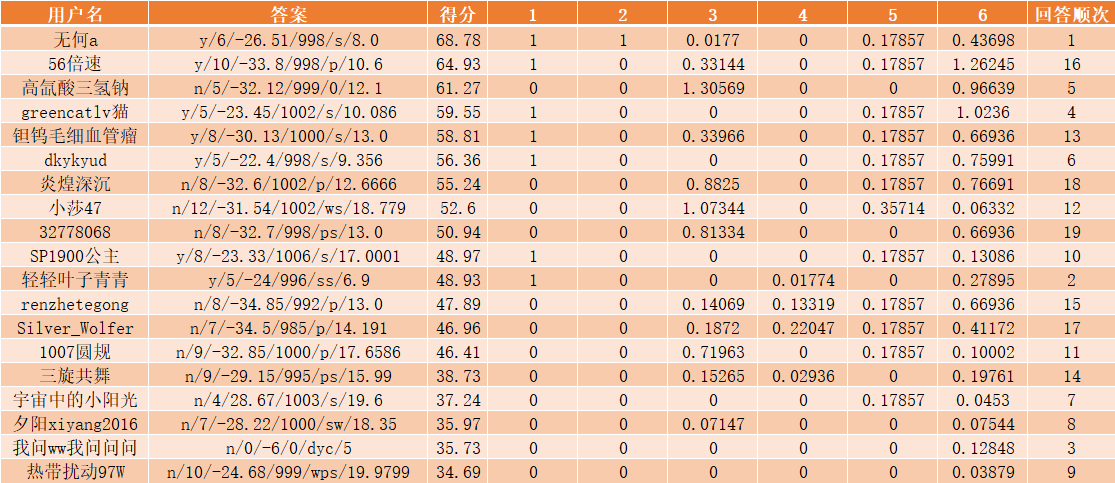 用户名 答案 得分 1 2 3 4 5 6 回答顺次
无何a y/6/-26.51/998/s/8.0 68.78 1 1 0.0177 0 0.17857 0.43698 1
56倍速 y/10/-33.8/998/p/10.6 64.93 1 0 0.33144 0 0.17857 1.26245 16
高氙酸三氢钠 n/5/-32.12/999/0/12.1 61.27 0 0 1.30569 0 0 0.96639 5
greencatlv猫 y/5/-23.45/1002/s/10.086 59.55 1 0 0 0 0.17857 1.0236 4
钽钨毛细血管瘤 y/8/-30.13/1000/s/13.0 58.81 1 0 0.33966 0 0.17857 0.66936 13
dkykyud y/5/-22.4/998/s/9.356 56.36 1 0 0 0 0.17857 0.75991 6
炎煌深沉 n/8/-32.6/1002/p/12.6666 55.24 0 0 0.8825 0 0.17857 0.76691 18
小莎47 n/12/-31.54/1002/ws/18.779 52.6 0 0 1.07344 0 0.35714 0.06332 12
32778068 n/8/-32.7/998/ps/13.0 50.94 0 0 0.81334 0 0 0.66936 19
SP1900公主 y/8/-23.33/1006/s/17.0001 48.97 1 0 0 0 0.17857 0.13086 10
轻轻叶子青青 y/5/-24/996/ss/6.9 48.93 1 0 0 0.01774 0 0.27895 2
renzhetegong n/8/-34.85/992/p/13.0 47.89 0 0 0.14069 0.13319 0.17857 0.66936 15
Silver_Wolfer n/7/-34.5/985/p/14.191 46.96 0 0 0.1872 0.22047 0.17857 0.41172 17
1007圆规 n/9/-32.85/1000/p/17.6586 46.41 0 0 0.71963 0 0.17857 0.10002 11
三旋共舞 n/9/-29.15/995/ps/15.99 38.73 0 0 0.15265 0.02936 0 0.19761 14
宇宙中的小阳光 n/4/28.67/1003/s/19.6 37.24 0 0 0 0 0.17857 0.0453 7
夕阳xiyang2016 n/7/-28.22/1000/sw/18.35 35.97 0 0 0.07147 0 0 0.07544 8
我问ww我问问问 n/0/-6/0/dyc/5 35.73 0 0 0 0 0 0.12848 3
热带扰动97W n/10/-24.68/999/wps/19.9799 34.69 0 0 0 0 0 0.03879 9